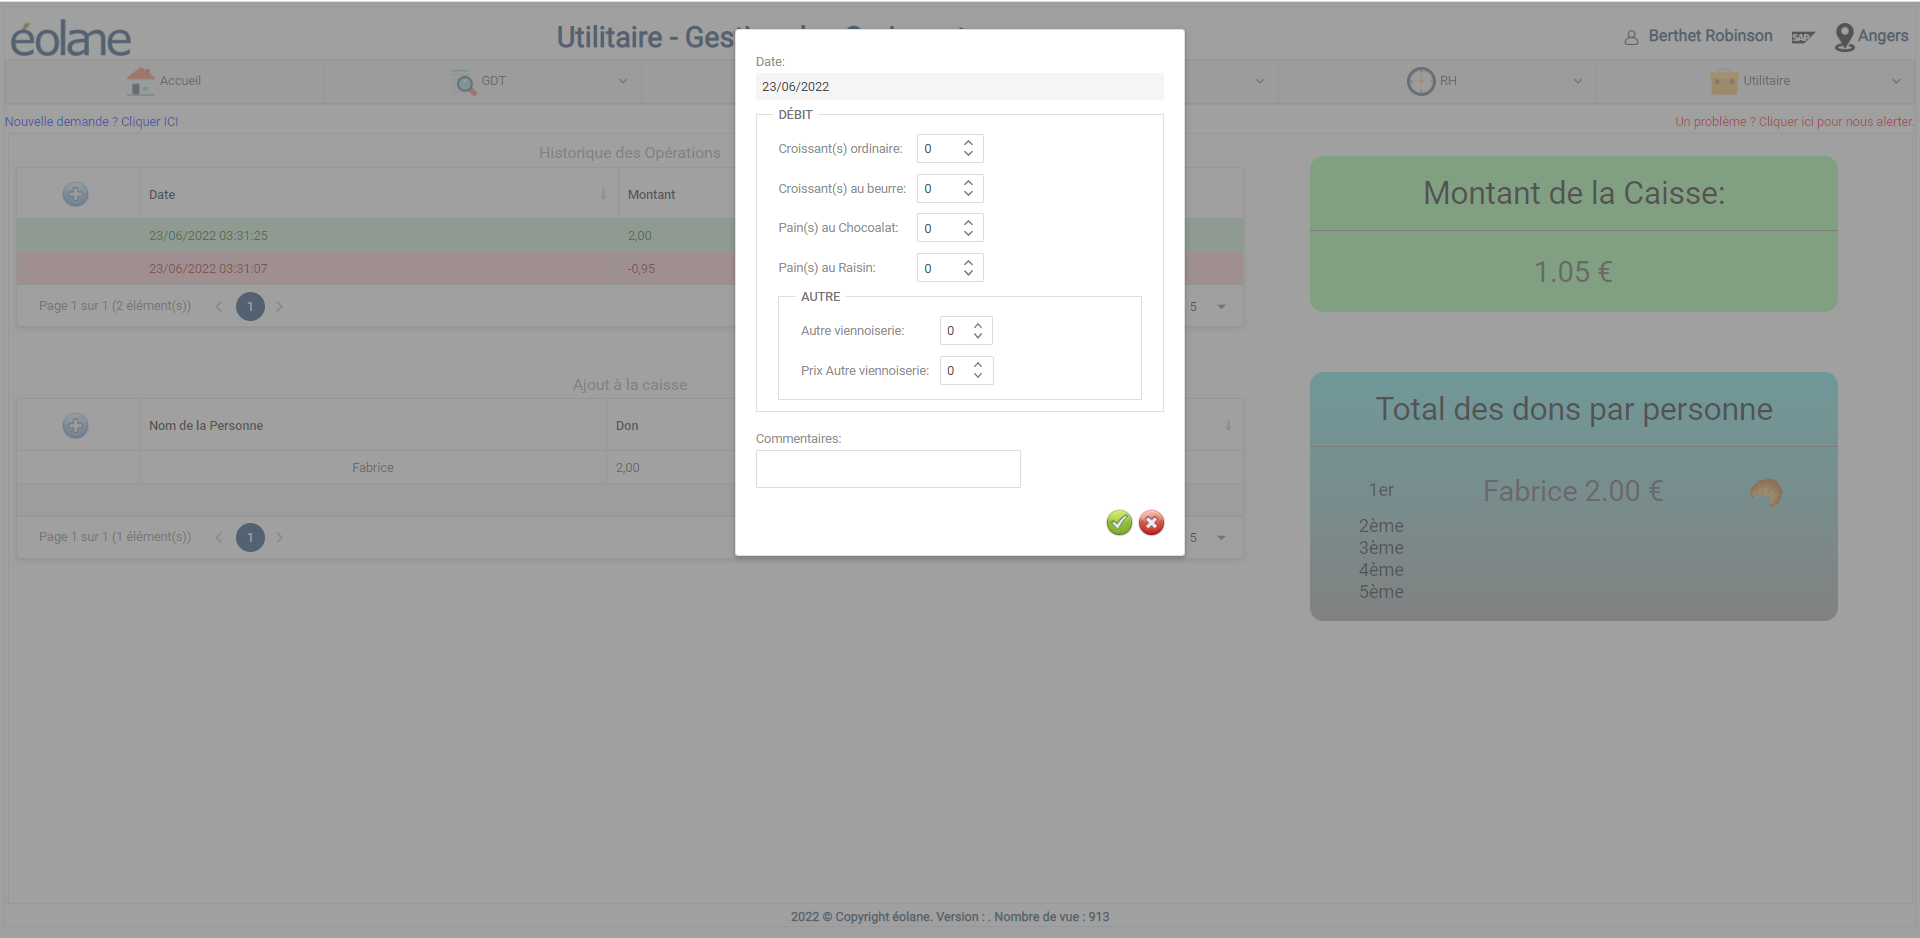 éolane
Utilitaire - Ges
Berthet Robinson
SAP
Angers
Accueil
GDT
RH
Utilitaire
Nouvelle demande ? Cliquer ICI
Un problème ? Cliquer ici pour nous alerter.
Historique des Opérations
Date
Montant
23/06/2022 03:31:25
2,00
23/06/2022 03:31:07
-0,95
Page 1 sur 1 (2 élément(s))
1
5
Ajout à la caisse
Nom de la Personne
Don
Fabrice
2,00
Page 1 sur 1 (1 élément(s))
1
5
Date:
23/06/2022
DÉBIT
Croissant(s) ordinaire:
0
Croissant(s) au beurre:
0
Pain(s) au Chocoalat:
0
Pain(s) au Raisin:
0
AUTRE
Autre viennoiserie:
0
Prix Autre viennoiserie:
0
Commentaires:
Montant de la Caisse:
1.05 €
Total des dons par personne
1er
Fabrice 2.00 €
2ème
3ème
4ème
5ème
2022 © Copyright éolane. Version : . Nombre de vue : 913